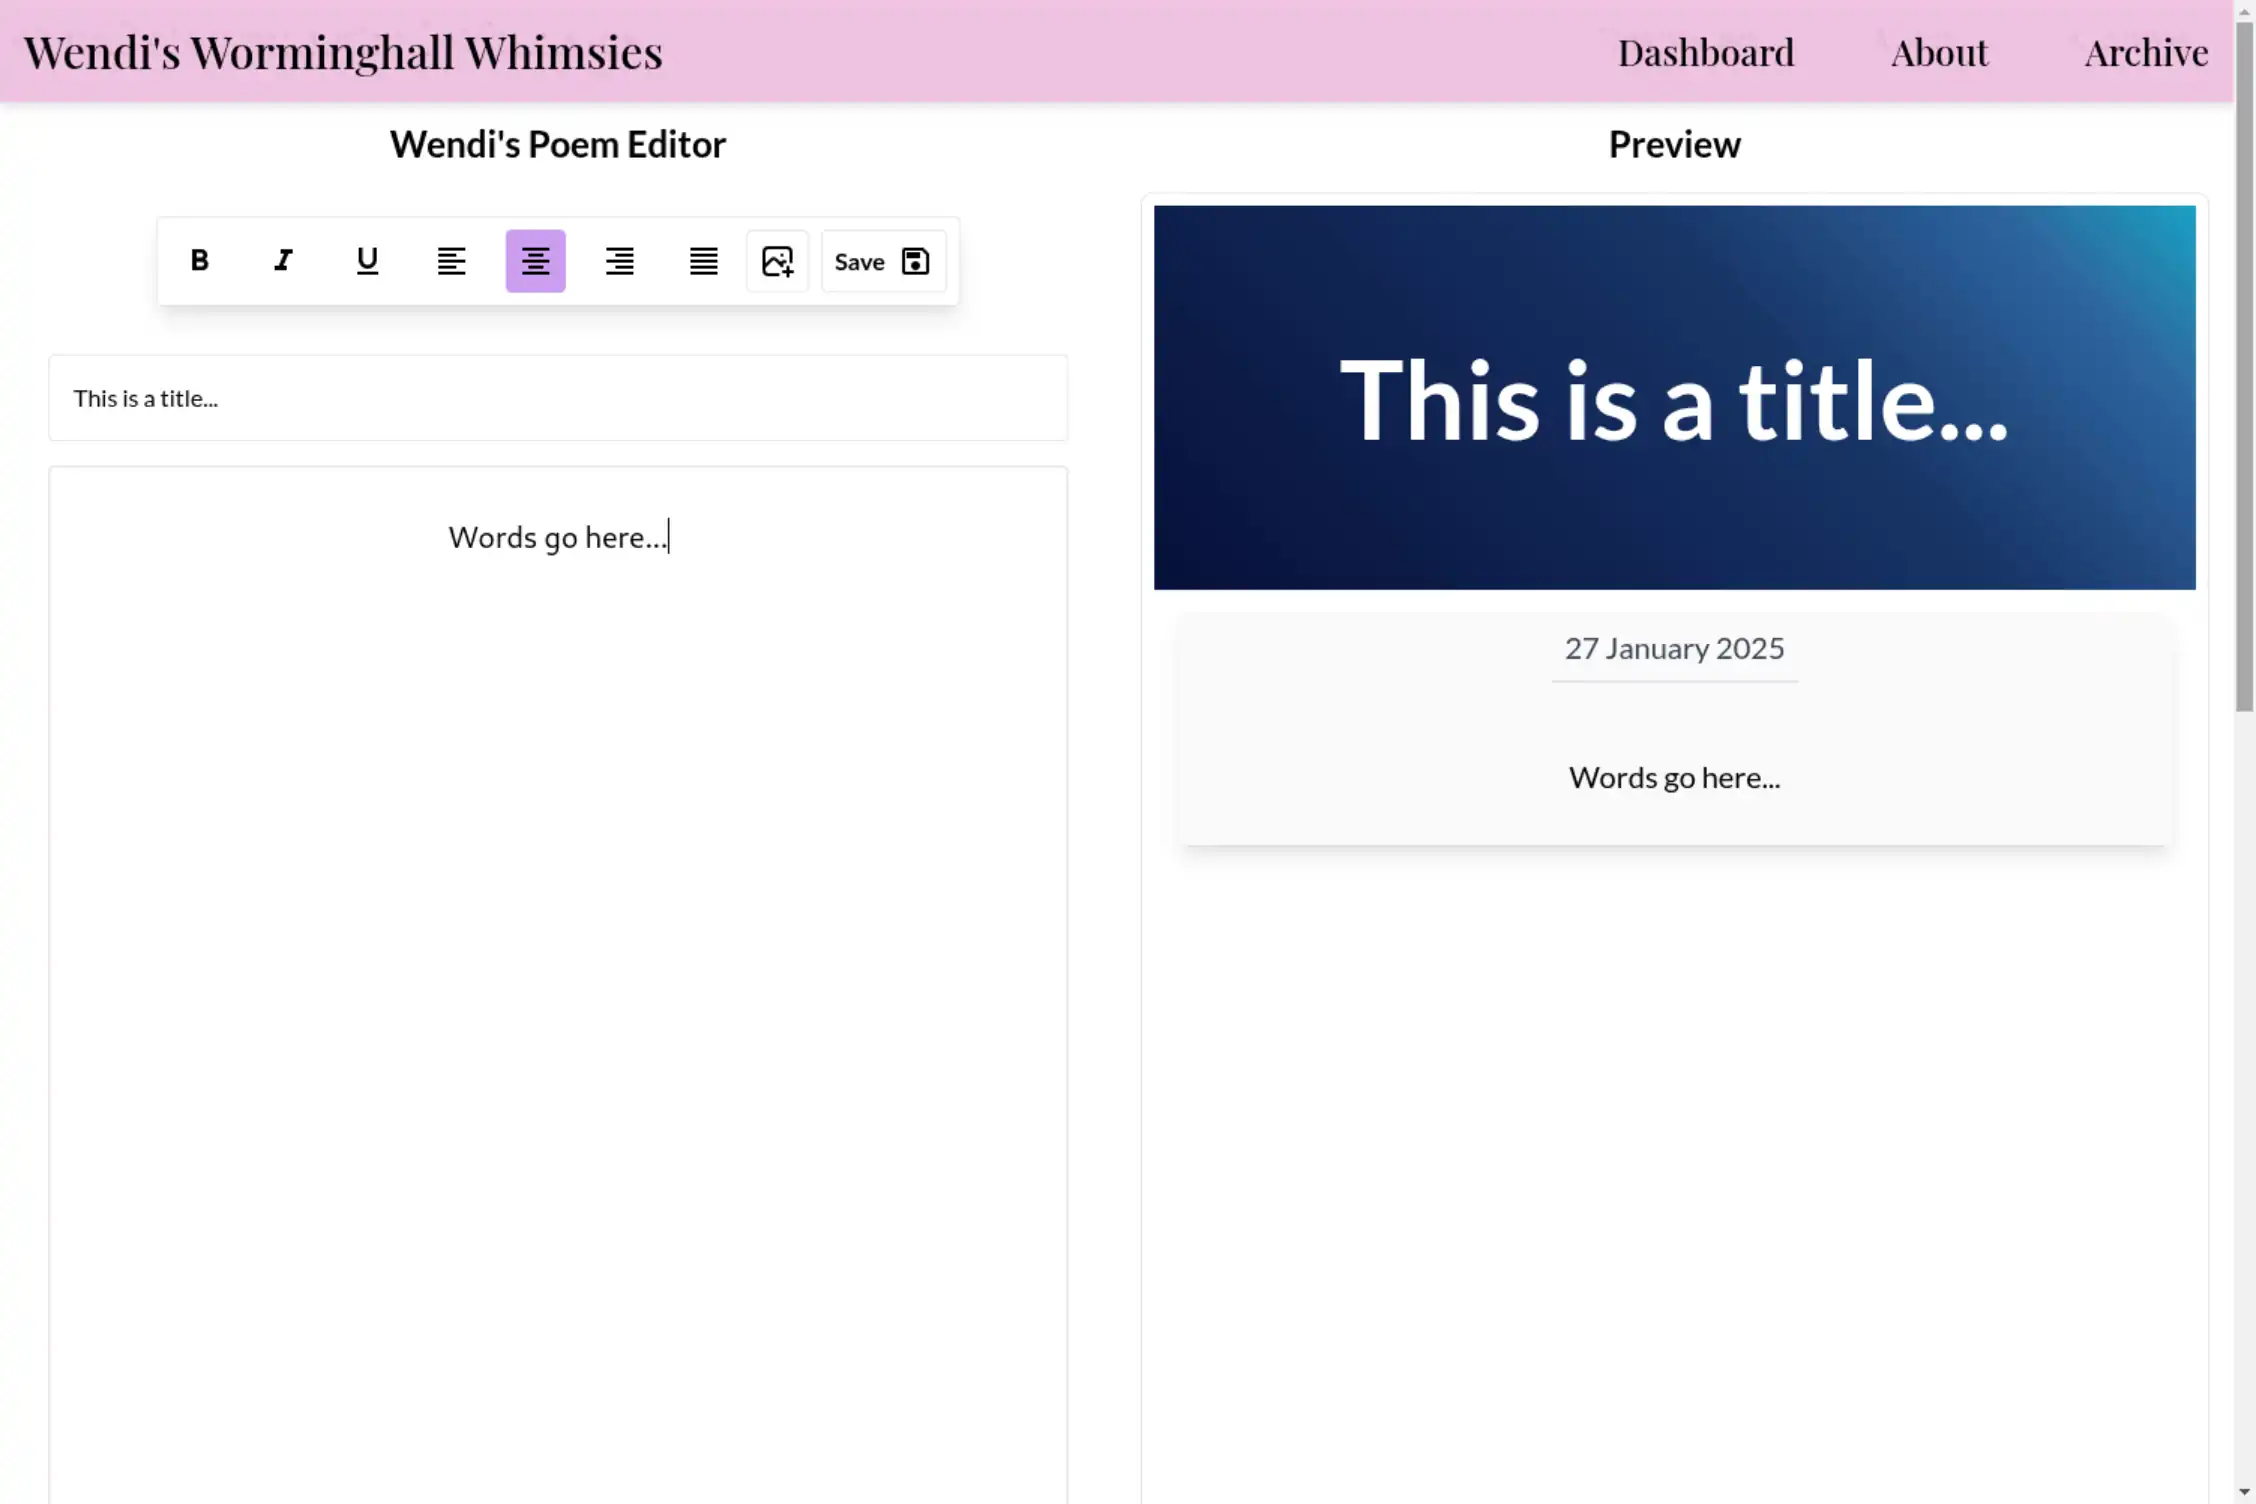 Wendi's Worminghall Whimsies
Dashboard About Archive
Wendi's Poem Editor
B I U Save
This is a title...
Words go here...
Preview
This is a title...
27 January 2025
Words go here...